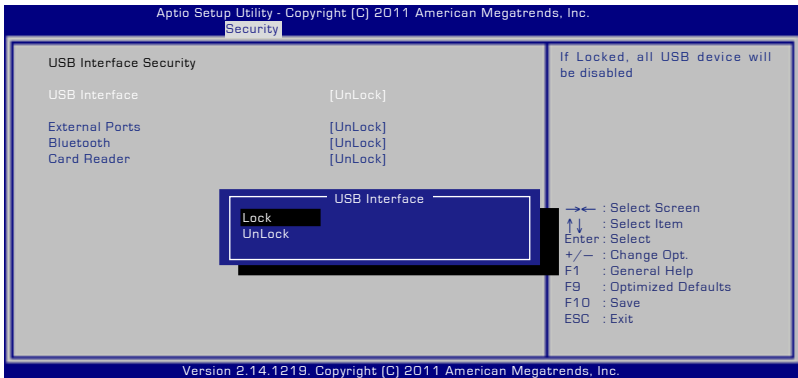 Aptio Setup Utility - Copyright (C) 2011 American Megatrends, Inc.
Security
USB Interface Security
USB Interface [UnLock]
External Ports [UnLock]
Bluetooth [UnLock]
Card Reader [UnLock]
USB Interface
Lock
UnLock
If Locked, all USB device will
be disabled
→← : Select Screen
↑↓ : Select Item
Enter : Select
+/− : Change Opt.
F1 : General Help
F9 : Optimized Defaults
F10 : Save
ESC : Exit
Version 2.14.1219. Copyright (C) 2011 American Megatrends, Inc.